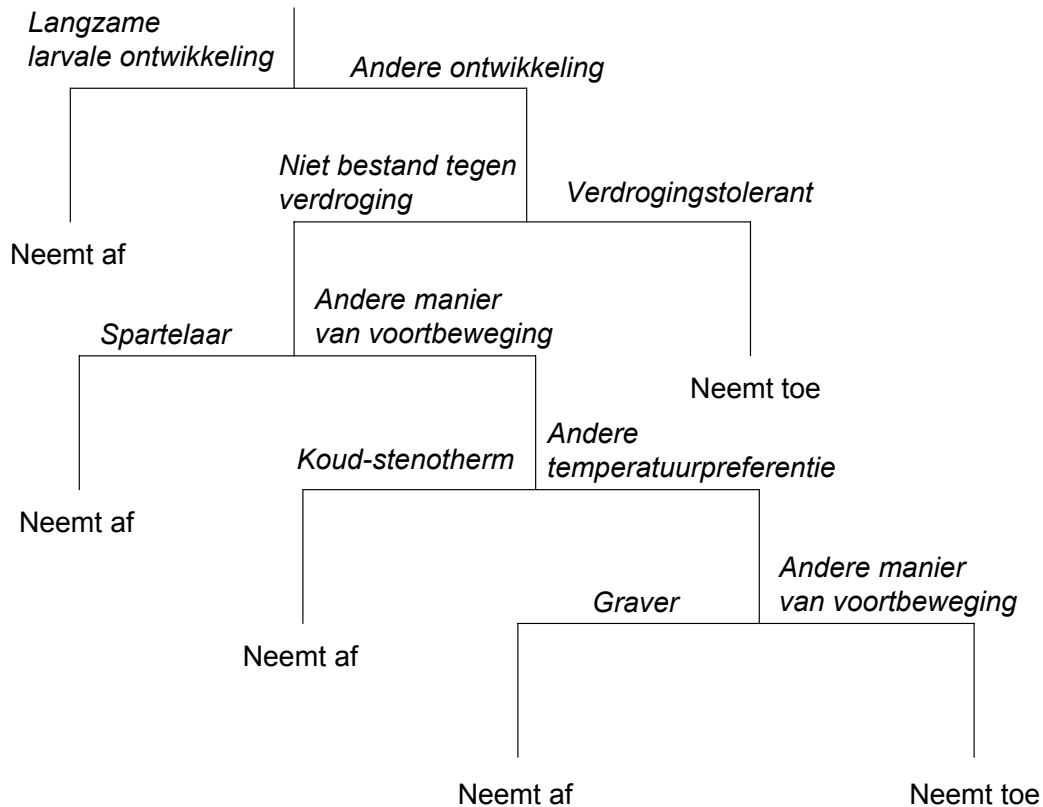 Langzame
larvale ontwikkeling
Andere ontwikkeling
Niet bestand tegen
verdroging
Verdrogingstolerant
Neemt af
Spartelaar
Andere manier
van voortbeweging
Neemt toe
Koud-stenotherm
Andere
temperatuurpreferentie
Neemt af
Graver
Andere manier
van voortbeweging
Neemt af
Neemt af
Neemt toe